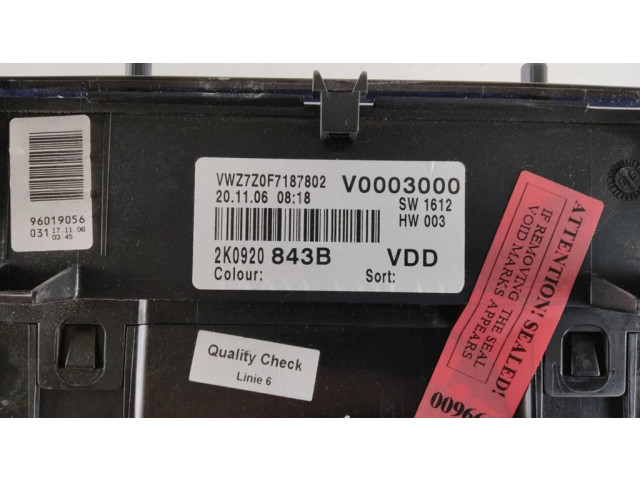 VWZ7Z0F7187802 V0003000
20.11.06 08:18 SW 1612
HW 003
2K0920 843B VDD
Colour: Sort:
96019056
031 17.11.06
03:45
Quality Check
Linie 6
ATTENTION! SEALED!
IF REMOVING THE SEAL
VOID MARKS APPEARS